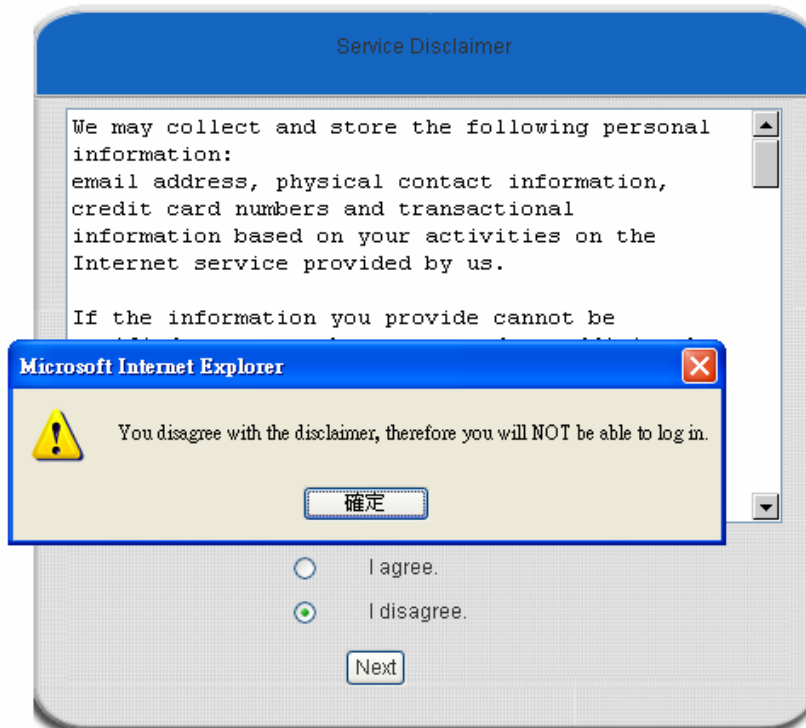 Service Disclaimer
We may collect and store the following personal
information:
email address, physical contact information,
credit card numbers and transactional
information based on your activities on the
Internet service provided by us.
If the information you provide cannot be
Microsoft Internet Explorer
You disagree with the disclaimer, therefore you will NOT be able to log in.
確定
I agree.
I disagree.
Next